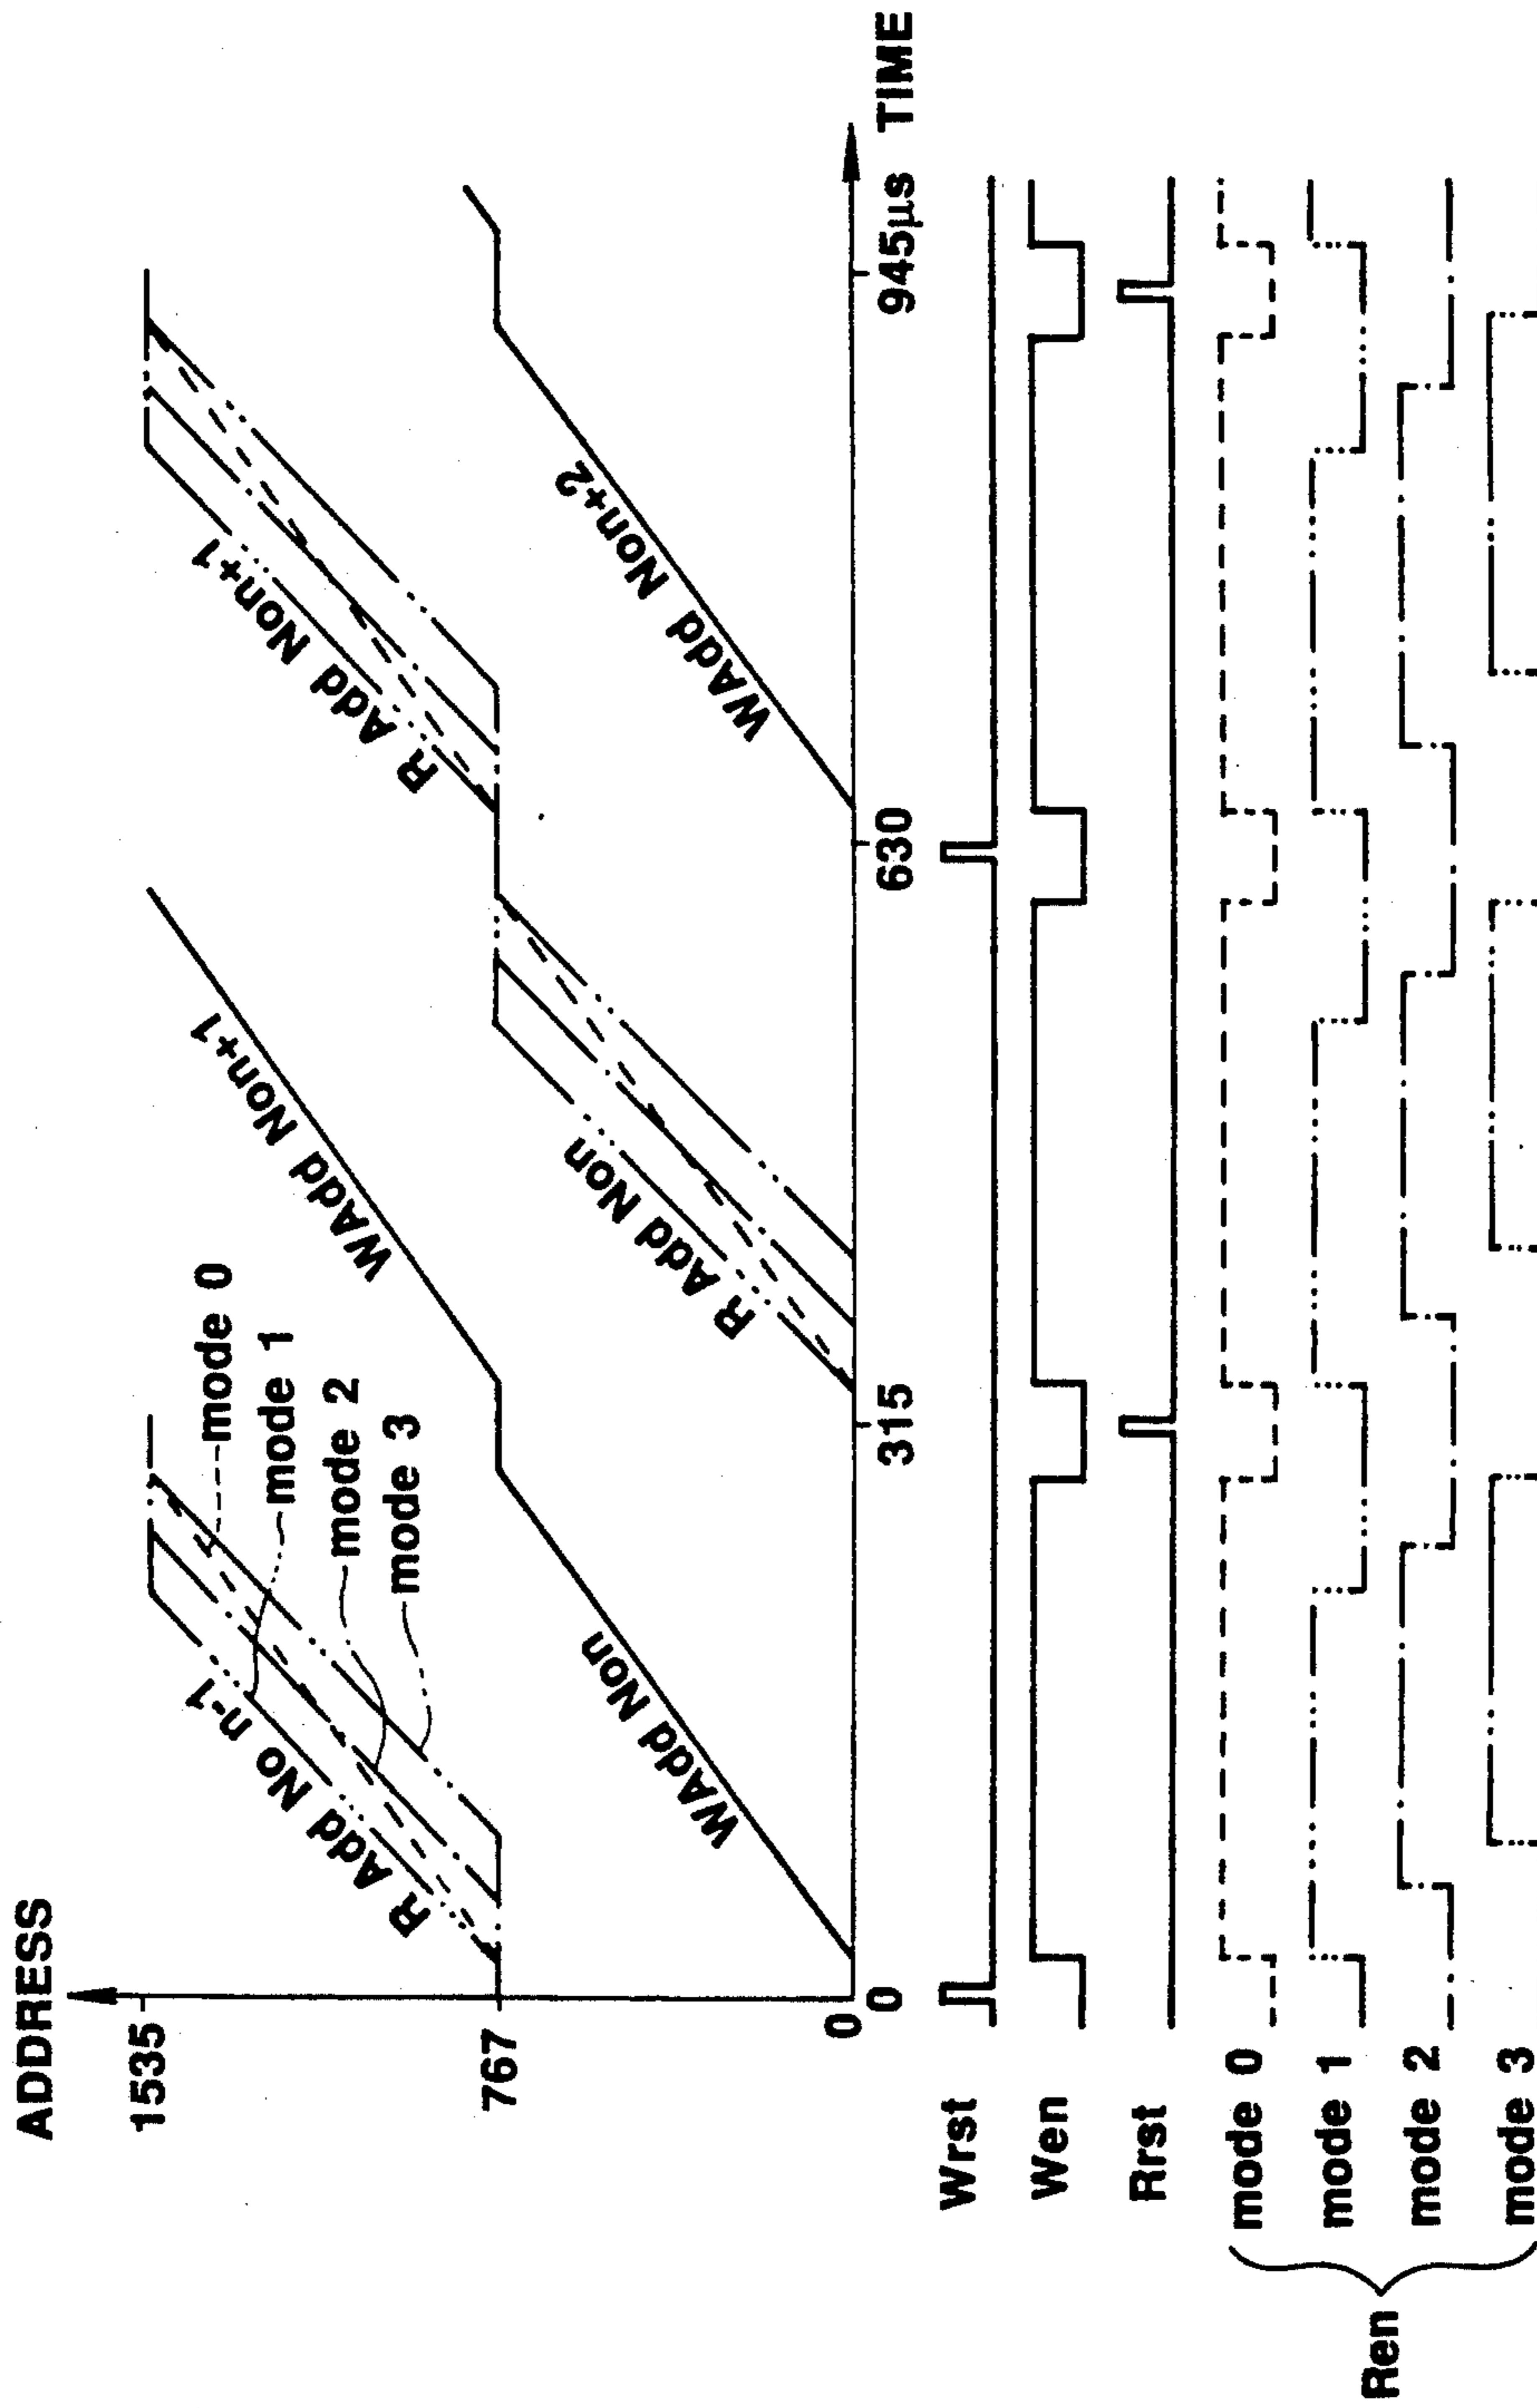 ADDRESS
1535
767
0
0
315
630
945μs TIME
R Add No n-1
mode 0
mode 1
mode 2
mode 3
WAdd Non
WAdd Non+1
R Add Non
R Add Non+1
WAdd Non+2
Wrst
Wen
Rrst
Ren
mode 0
mode 1
mode 2
mode 3